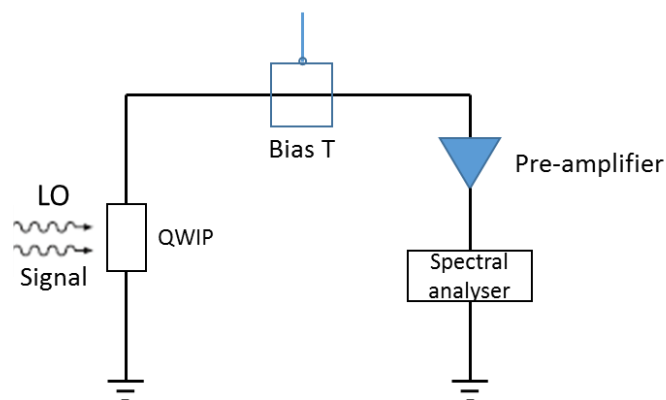 Bias T
Pre-amplifier
LO
QWIP
Signal
Spectral
analyser